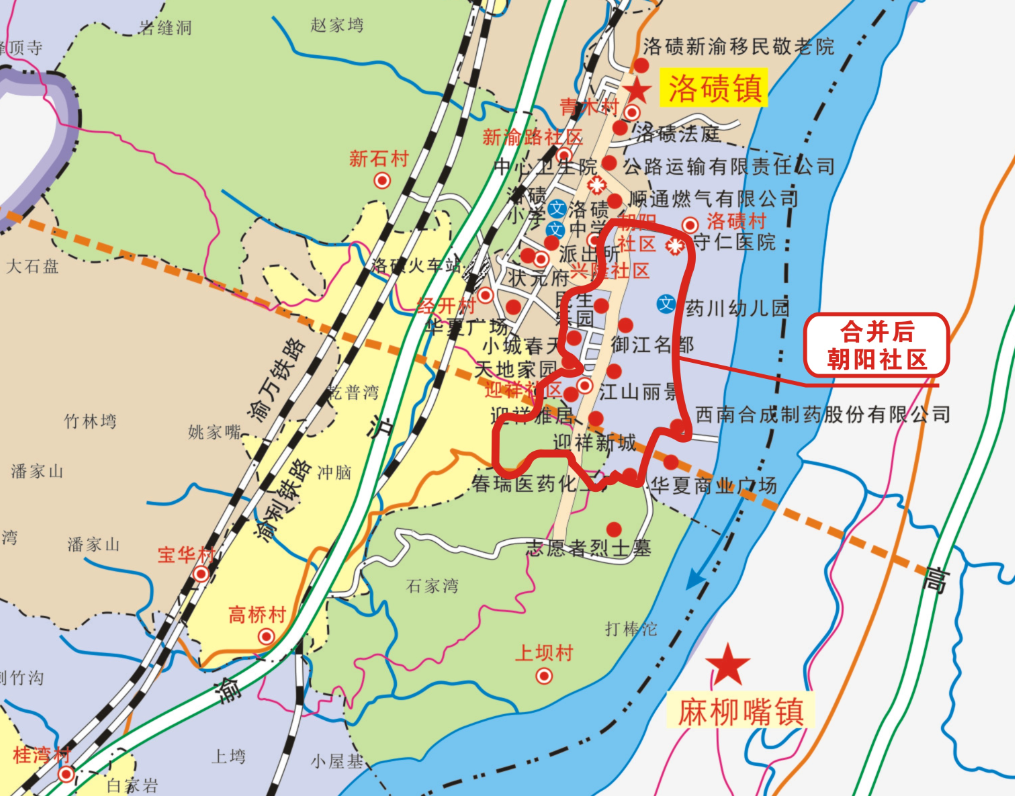 岩缝洞
赵家塆
顶寺
洛碛新渝移民敬老院
洛碛镇
青木村
洛碛法庭
新渝路社区
新石村
中心卫生院
公路运输有限责任公司
洛碛
小学
顺通燃气有限公司
洛碛
中学
朝阳
社区
洛碛村
守仁医院
派出所
大石盘
洛碛火车站
状元府
兴隆社区
经开村
民生
乐园
药川幼儿园
华夏广场
合并后
朝阳社区
小城春天
御江名都
天地家园
渝万铁路
乾普湾
迎祥社区
江山丽景
竹林塆
姚家嘴
沪
迎祥雅居
西南合成制药股份有限公司
迎祥新城
潘家山
冲脑
渝利铁路
春瑞医药化工
华夏商业广场
湾
潘家山
志愿者烈士墓
宝华村
高
石家湾
高桥村
打棒沱
上坝村
竹沟
渝
麻柳嘴镇
桂湾村
上塆
小屋基
白家岩